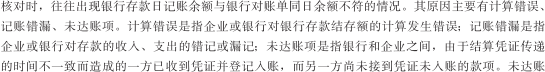 核对时，往往出现银行存款日记账余额与银行对账单同日余额不符的情况。其原因主要有计算错误、
记账错漏、未达账项。计算错误是指企业或银行对银行存款结存额的计算发生错误；记账错漏是指
企业或银行对存款的收入、支出的错记或漏记；未达账项是指银行和企业之间，由于结算凭证传递
的时间不一致而造成的一方已收到凭证并登记入账，而另一方尚未接到凭证未入账的款项。未达账